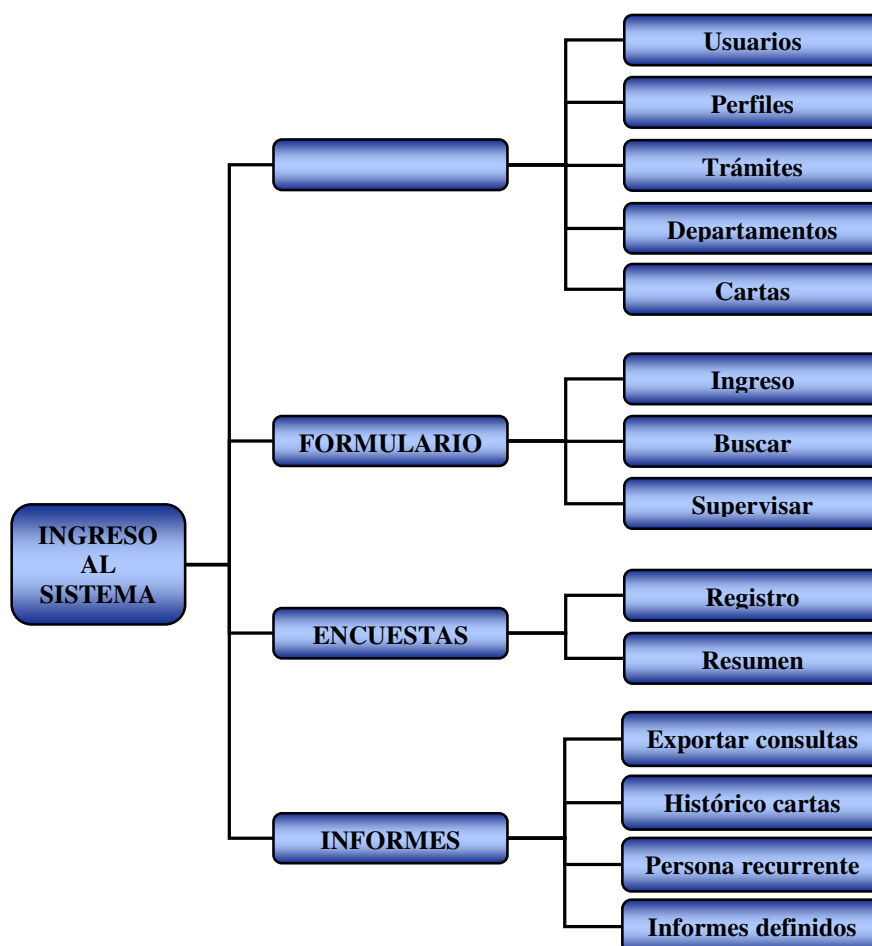 Usuarios
Perfiles
Trámites
Departamentos
Cartas
FORMULARIO
Ingreso
Buscar
Supervisar
INGRESO
AL
SISTEMA
ENCUESTAS
Registro
Resumen
INFORMES
Exportar consultas
Histórico cartas
Persona recurrente
Informes definidos